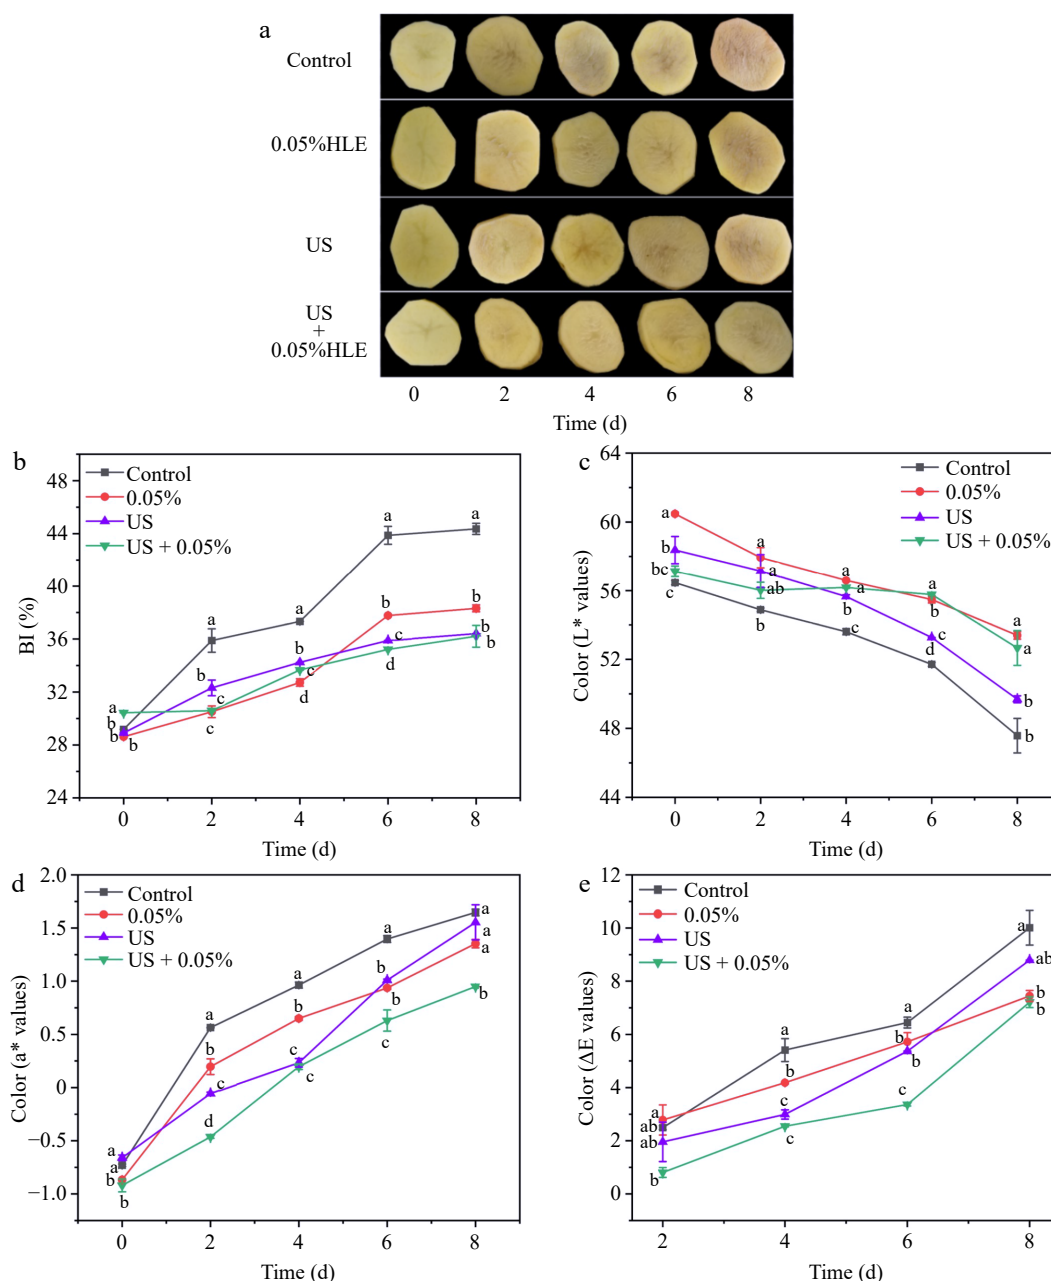 a
Control
0.05%HLE
US
US
+
0.05%HLE
0 2 4 6 8
Time (d)
b
BI (%)
48
44
40
36
32
28
24
Control
0.05%
US
US + 0.05%
a
b
b
b
a
b
c
c
a
b
c
d
a
b
c
d
a
b
b
b
0 2 4 6 8
Time (d)
c
Color (L* values)
64
60
56
52
48
44
Control
0.05%
US
US + 0.05%
a
b
bc
c
a
a
ab
b
a
a
b
c
a
b
c
d
a
b
b
0 2 4 6 8
Time (d)
d
Color (a* values)
2.0
1.5
1.0
0.5
0
−0.5
−1.0
Control
0.05%
US
US + 0.05%
a
a
b
b
a
b
c
d
a
b
c
c
a
b
b
c
a
a
a
b
0 2 4 6 8
Time (d)
e
Color (ΔE values)
12
10
8
6
4
2
0
Control
0.05%
US
US + 0.05%
a
ab
ab
b
a
b
c
c
a
b
b
c
a
ab
b
b
2 4 6 8
Time (d)